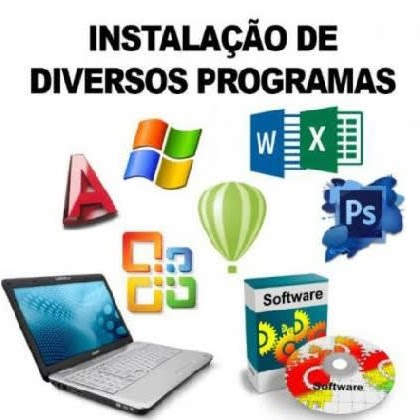 INSTALAÇÃO DE
DIVERSOS PROGRAMAS
W X
A
Ps
Software
Software